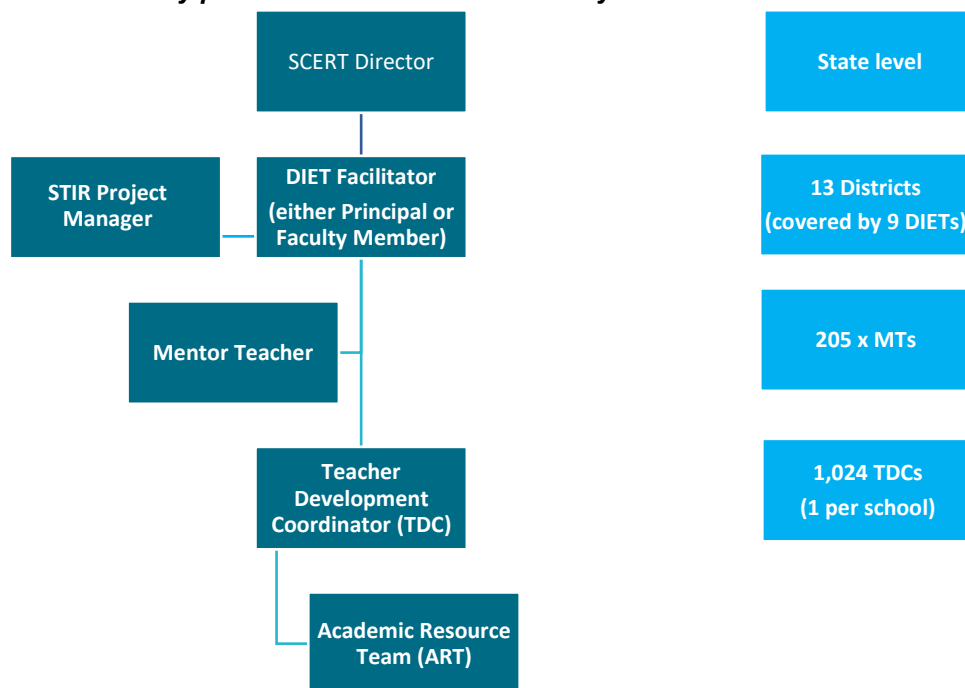 SCERT Director
State level
STIR Project
Manager
DIET Facilitator
(either Principal or
Faculty Member)
13 Districts
(covered by 9 DIETs)
Mentor Teacher
205 x MTs
Teacher
Development
Coordinator (TDC)
1,024 TDCs
(1 per school)
Academic Resource
Team (ART)